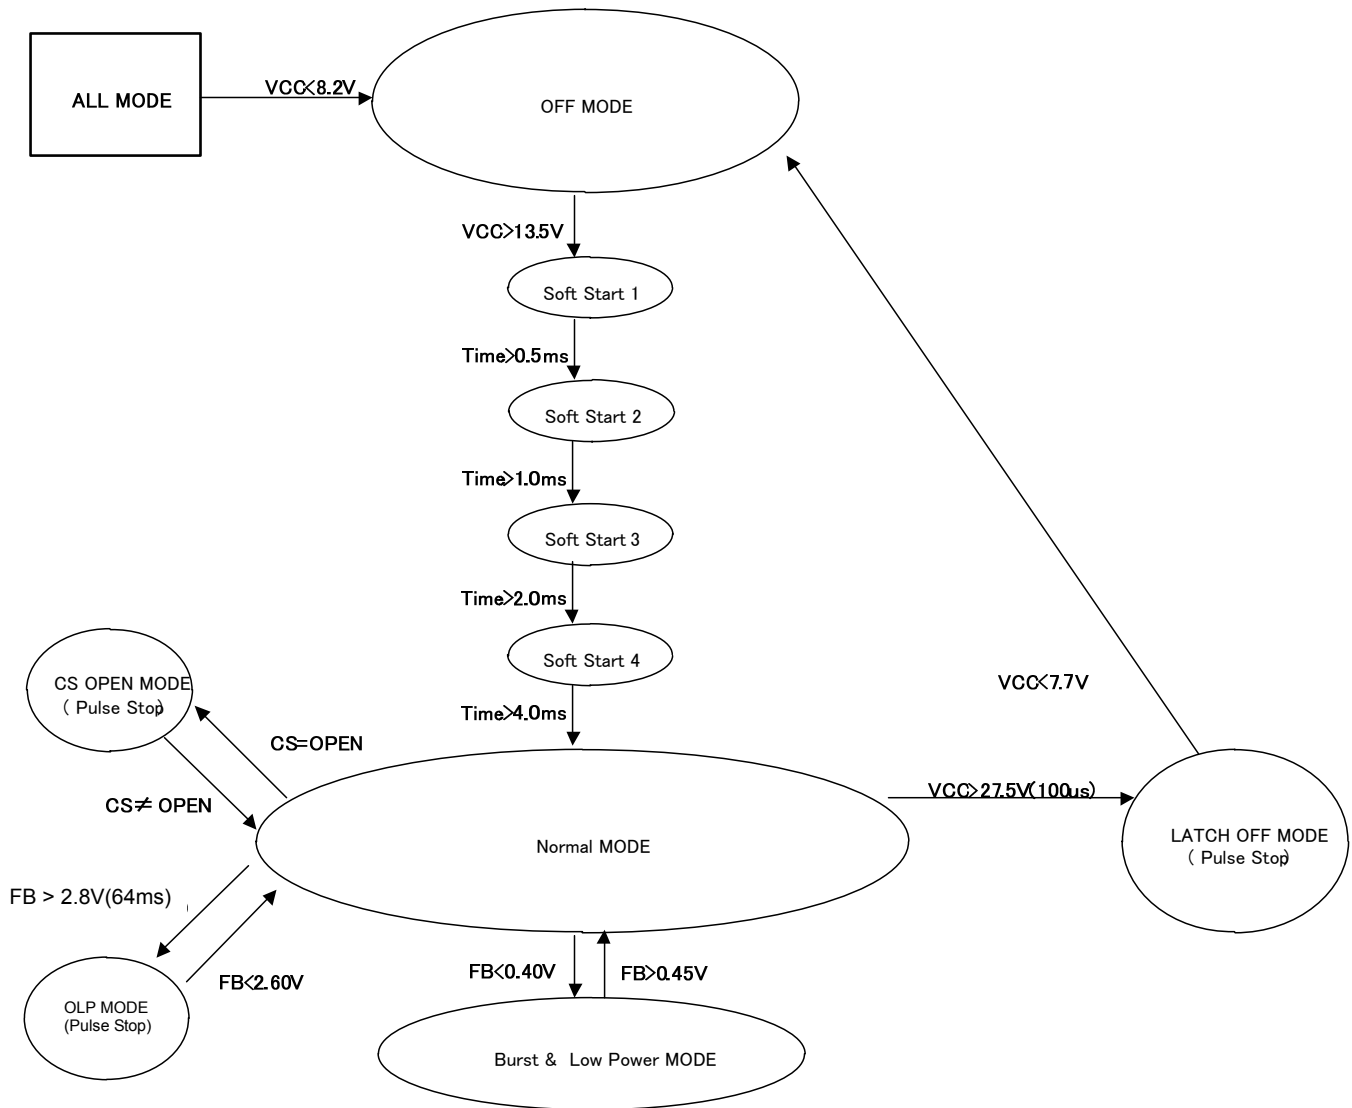 ALL MODE
VCC<8.2V
OFF MODE
VCC>13.5V
Soft Start 1
Time>0.5ms
Soft Start 2
Time>1.0ms
Soft Start 3
Time>2.0ms
Soft Start 4
Time>4.0ms
CS OPEN MODE
( Pulse Stop)
CS=OPEN
CS≠ OPEN
VCC<7.7V
VCC>27.5V(100us)
LATCH OFF MODE
( Pulse Stop)
Normal MODE
FB > 2.8V(64ms)
FB<2.60V
OLP MODE
(Pulse Stop)
FB<0.40V
FB>0.45V
Burst & Low Power MODE